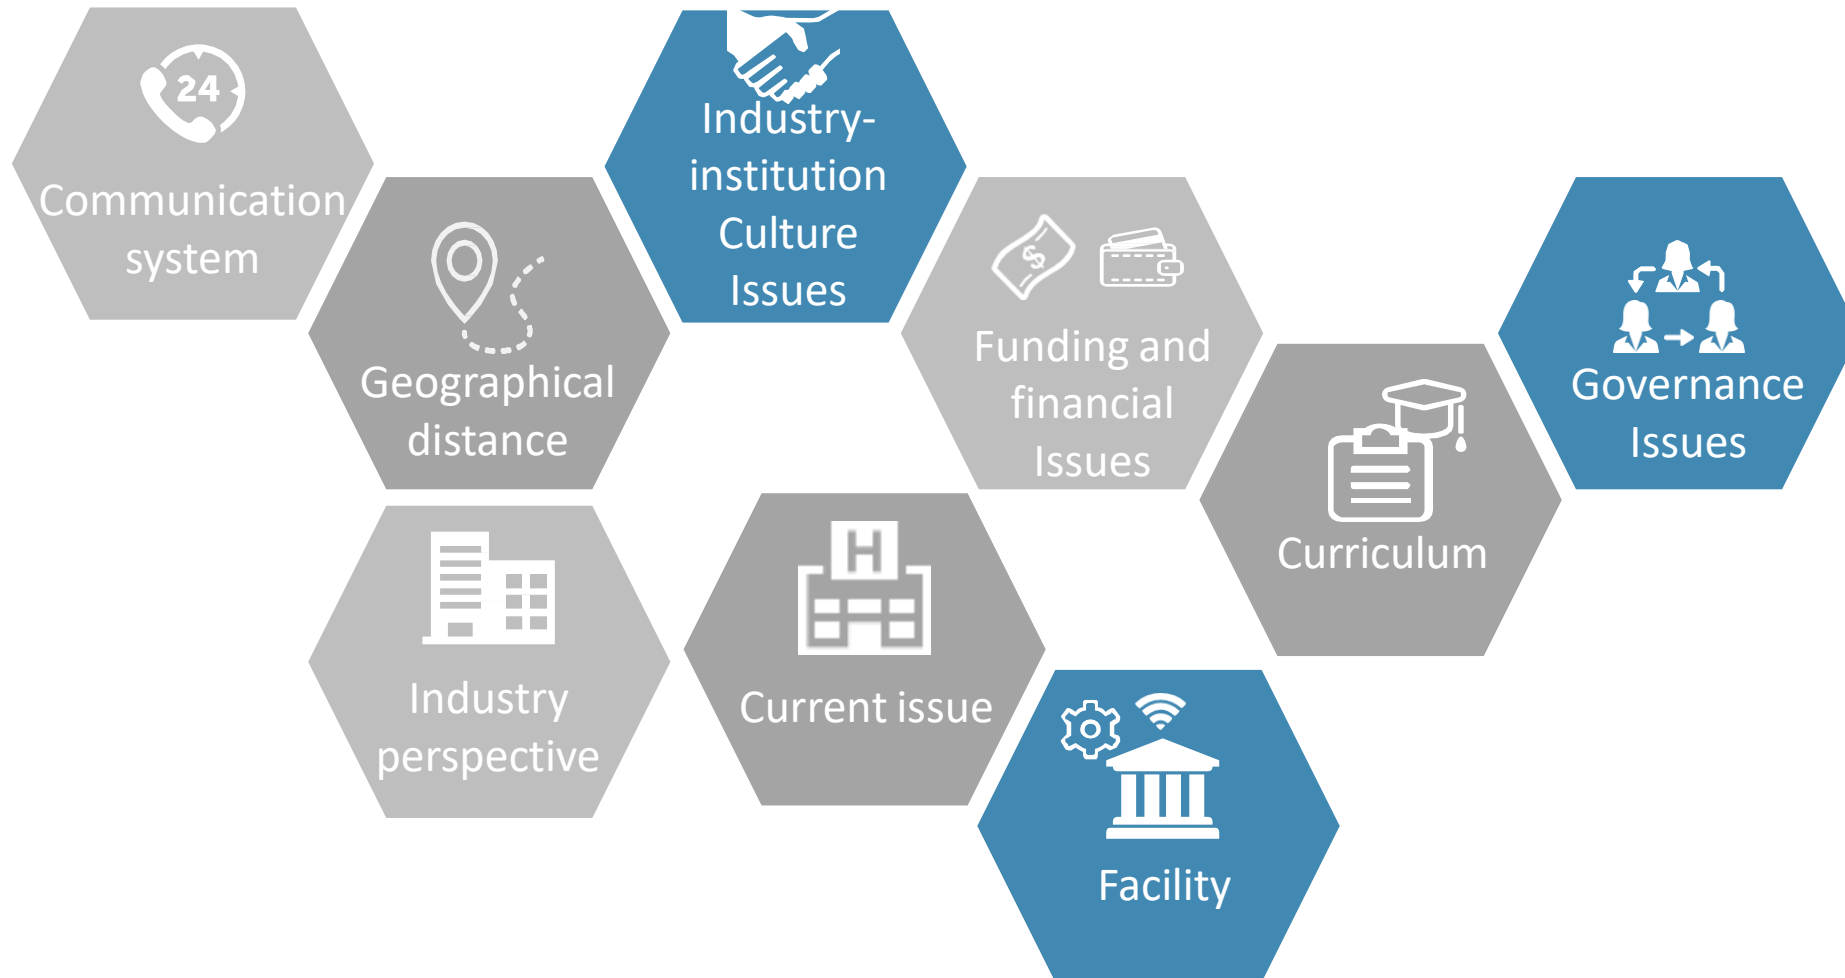 24
Communication
system
Geographical
distance
Industry-
institution
Culture
Issues
$
Funding and
financial
Issues
Curriculum
Governance
Issues
Industry
perspective
H
Current issue
Facility